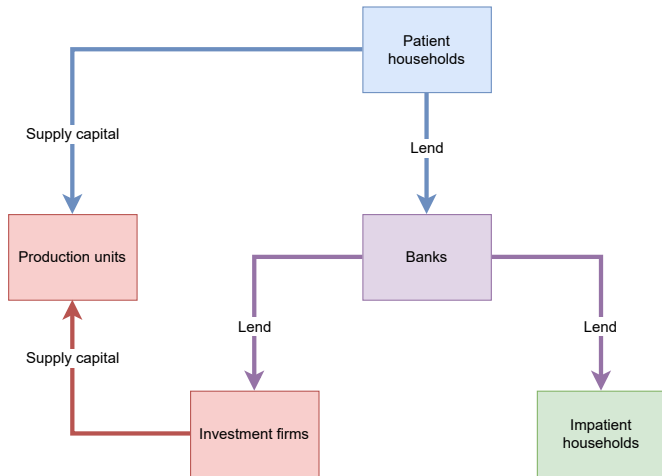 Patient
households
Supply capital
Lend
Production units
Banks
Lend
Lend
Supply capital
Investment firms
Impatient
households